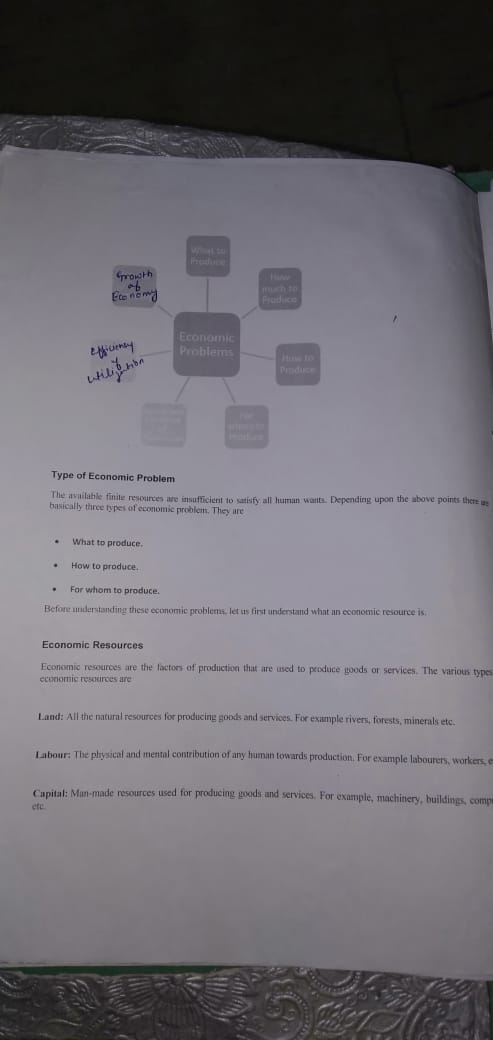 What to
Produce
Growth
of
Economy
How
much to
Produce
Economic
Problems
efficiency
of
utilization
How to
Produce
For
whom to
Produce
Type of Economic Problem
The available finite resources are insufficient to satisfy all human wants. Depending upon the above points there are
basically three types of economic problem. They are
• What to produce.
• How to produce.
• For whom to produce.
Before understanding these economic problems, let us first understand what an economic resource is.
Economic Resources
Economic resources are the factors of production that are used to produce goods or services. The various types
economic resources are
Land: All the natural resources for producing goods and services. For example rivers, forests, minerals etc.
Labour: The physical and mental contribution of any human towards production. For example labourers, workers, e
Capital: Man-made resources used for producing goods and services. For example, machinery, buildings, comp
etc.